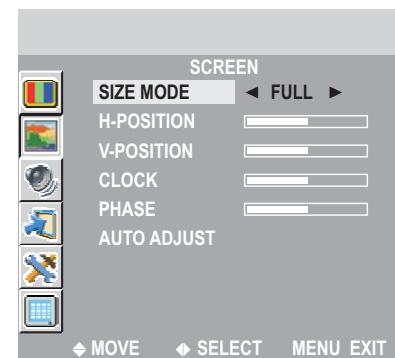 SCREEN
SIZE MODE ◄ FULL ►
H-POSITION
V-POSITION
CLOCK
PHASE
AUTO ADJUST
MOVE SELECT MENU EXIT